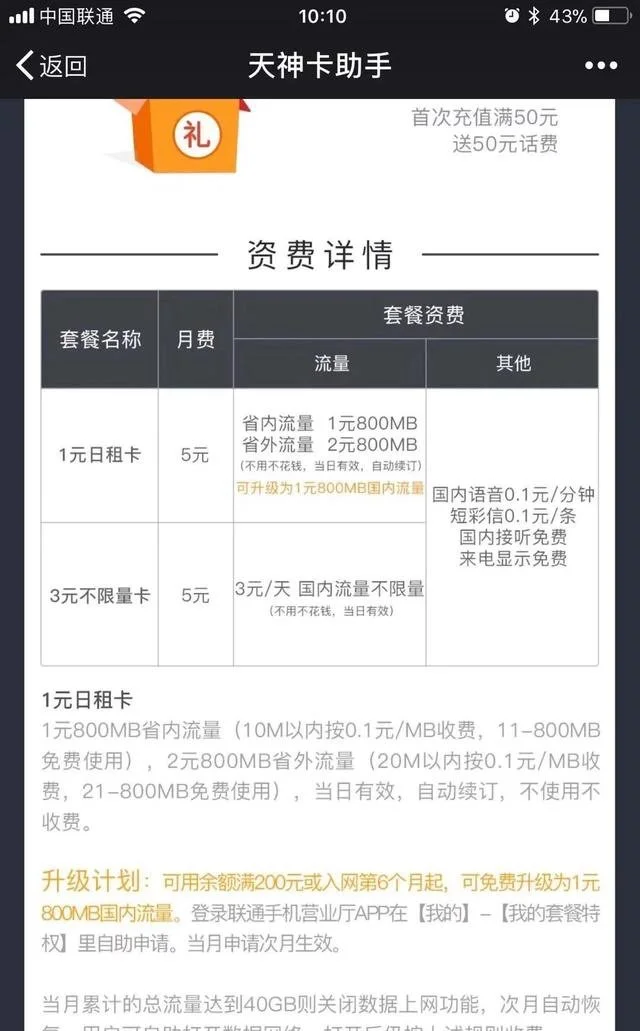 中国联通 10:10 43%
返回 天神卡助手
礼
首次充值满50元
送50元话费
资费详情
套餐名称 月费 套餐资费
流量 其他
1元日租卡 5元
省内流量 1元800MB
省外流量 2元800MB
(不用不花钱，当日有效，自动续订)
可升级为1元800MB国内流量
国内语音0.1元/分钟
短彩信0.1元/条
国内接听免费
来电显示免费
3元不限量卡 5元
3元/天 国内流量不限量
(不用不花钱，当日有效)
1元日租卡
1元800MB省内流量（10M以内按0.1元/MB收费，11-800MB
免费使用），2元800MB省外流量（20M以内按0.1元/MB收
费，21-800MB免费使用），当日有效，自动续订，不使用不
收费。
升级计划：可用余额满200元或入网第6个月起，可免费升级为1元
800MB国内流量。登录联通手机营业厅APP在【我的】-【我的套餐特
权】里自助申请。当月申请次月生效。
当月累计的总流量达到40GB则关闭数据上网功能，次月自动恢